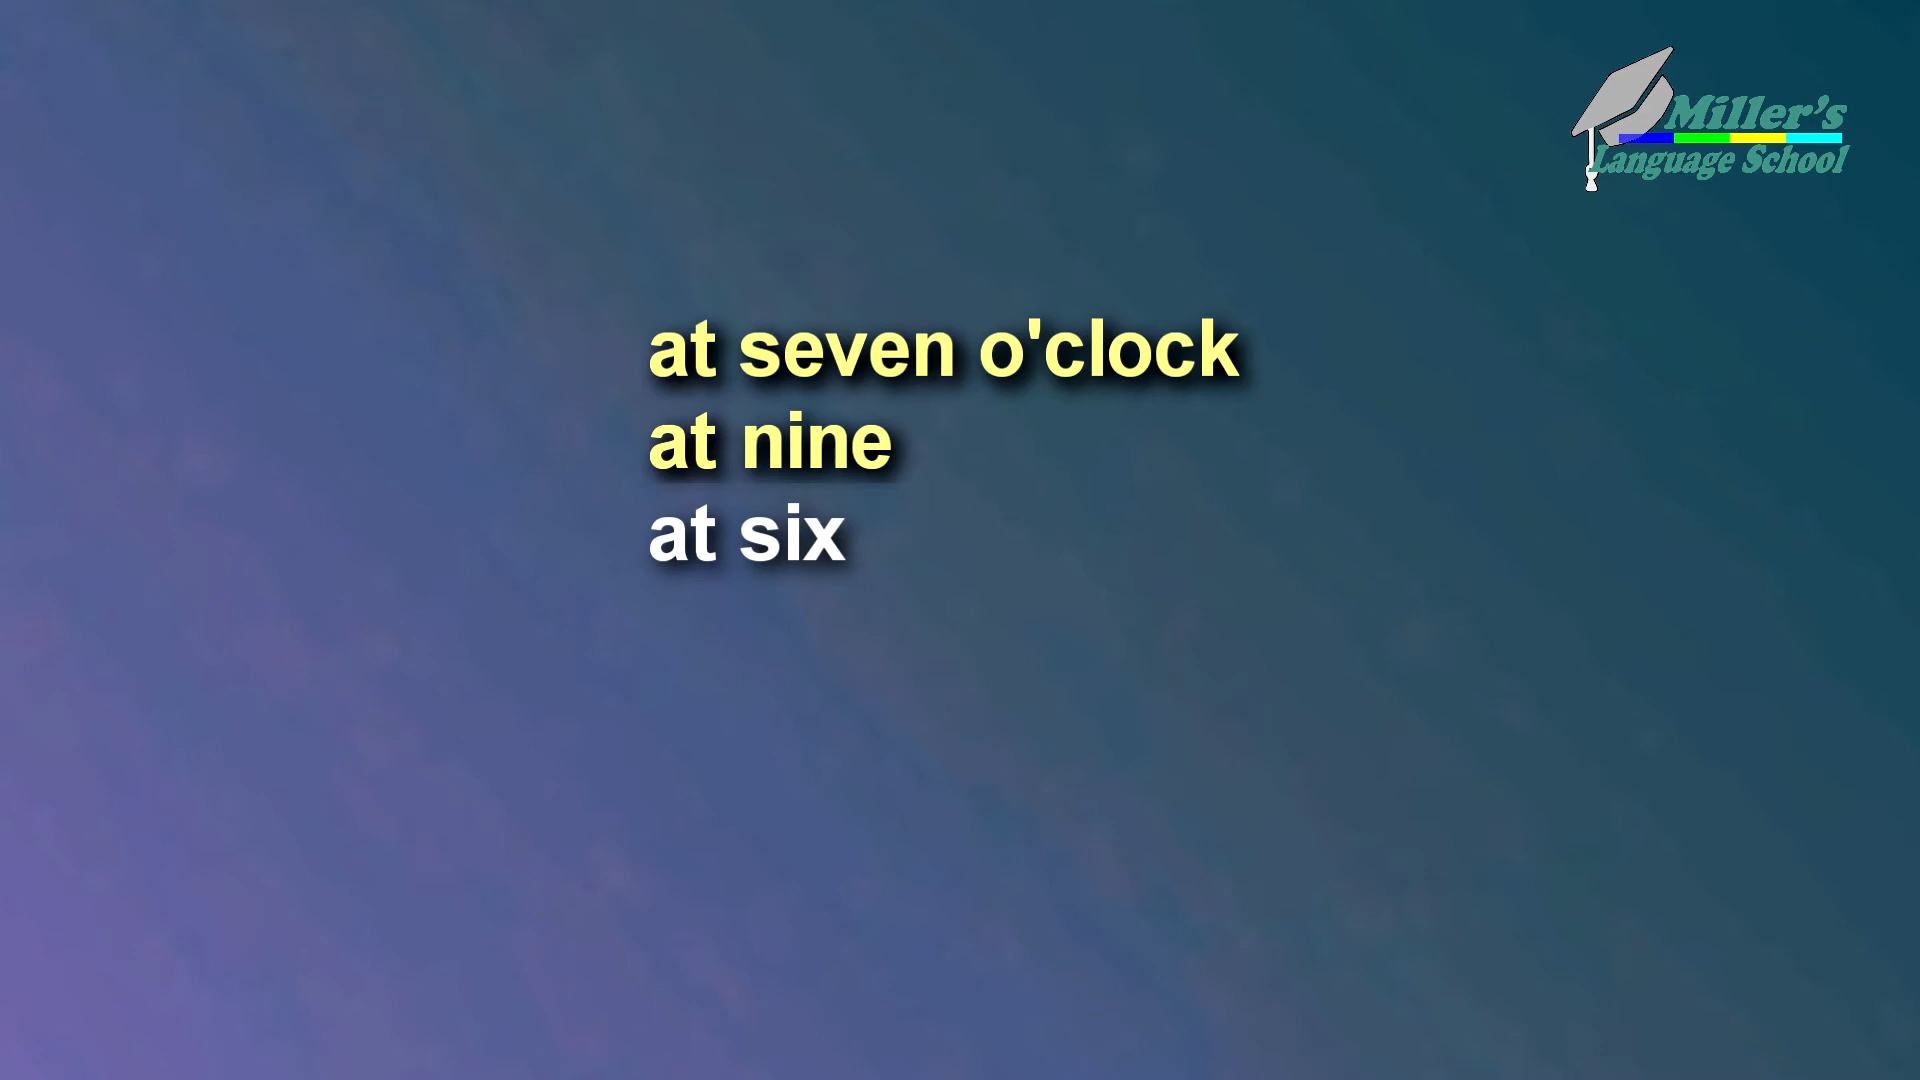 Miller's
Language School
at seven o'clock
at nine
at six